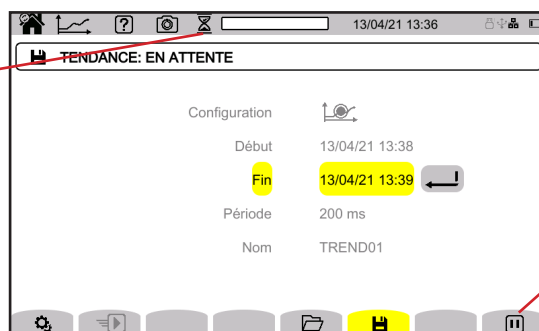 13/04/21 13:36
TENDANCE: EN ATTENTE
Configuration
Début 13/04/21 13:38
Fin 13/04/21 13:39
Période 200 ms
Nom TREND01